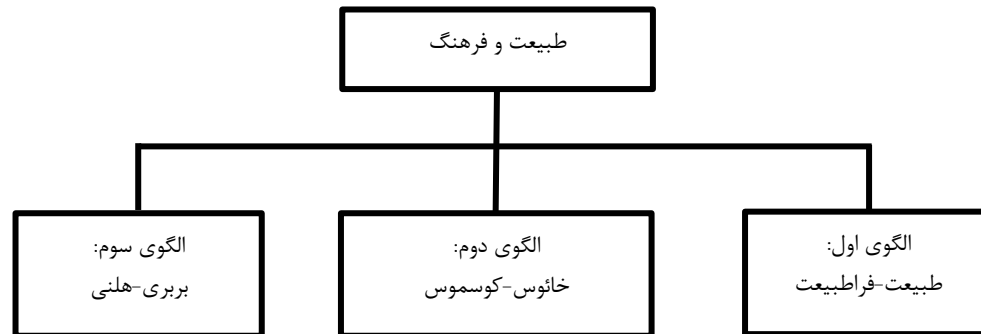 طبیعت و فرهنگ
الگوی اول:
طبیعت-فراطبیعت
الگوی دوم:
خائوس-کوسموس
الگوی سوم:
بربری-هلنی